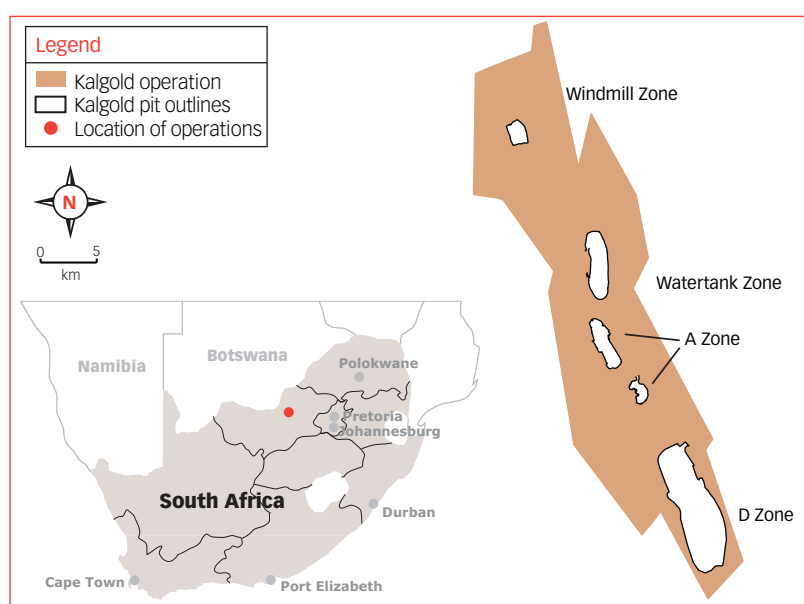 Legend
Kalgold operation
Kalgold pit outlines
Location of operations
N
0 5
km
Windmill Zone
Watertank Zone
A Zone
D Zone
Namibia
Botswana
Polokwane
Pretoria
Johannesburg
South Africa
Durban
Cape Town
Port Elizabeth